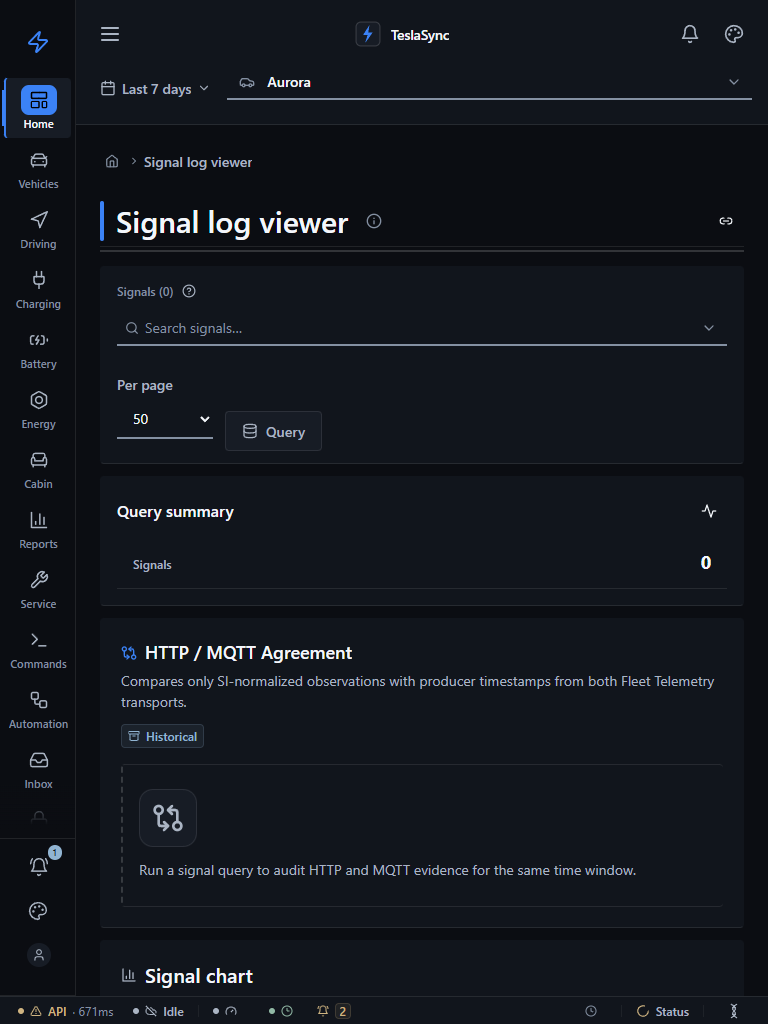 TeslaSync
Last 7 days
Aurora
Home
Vehicles
Driving
Charging
Battery
Energy
Cabin
Reports
Service
Commands
Automation
Inbox
1
Signal log viewer
Signal log viewer
Signals (0)
Search signals...
Per page
50
Query
Query summary
Signals
0
HTTP / MQTT Agreement
Compares only SI-normalized observations with producer timestamps from both Fleet Telemetry
transports.
Historical
Run a signal query to audit HTTP and MQTT evidence for the same time window.
Signal chart
API · 671ms
Idle
2
Status